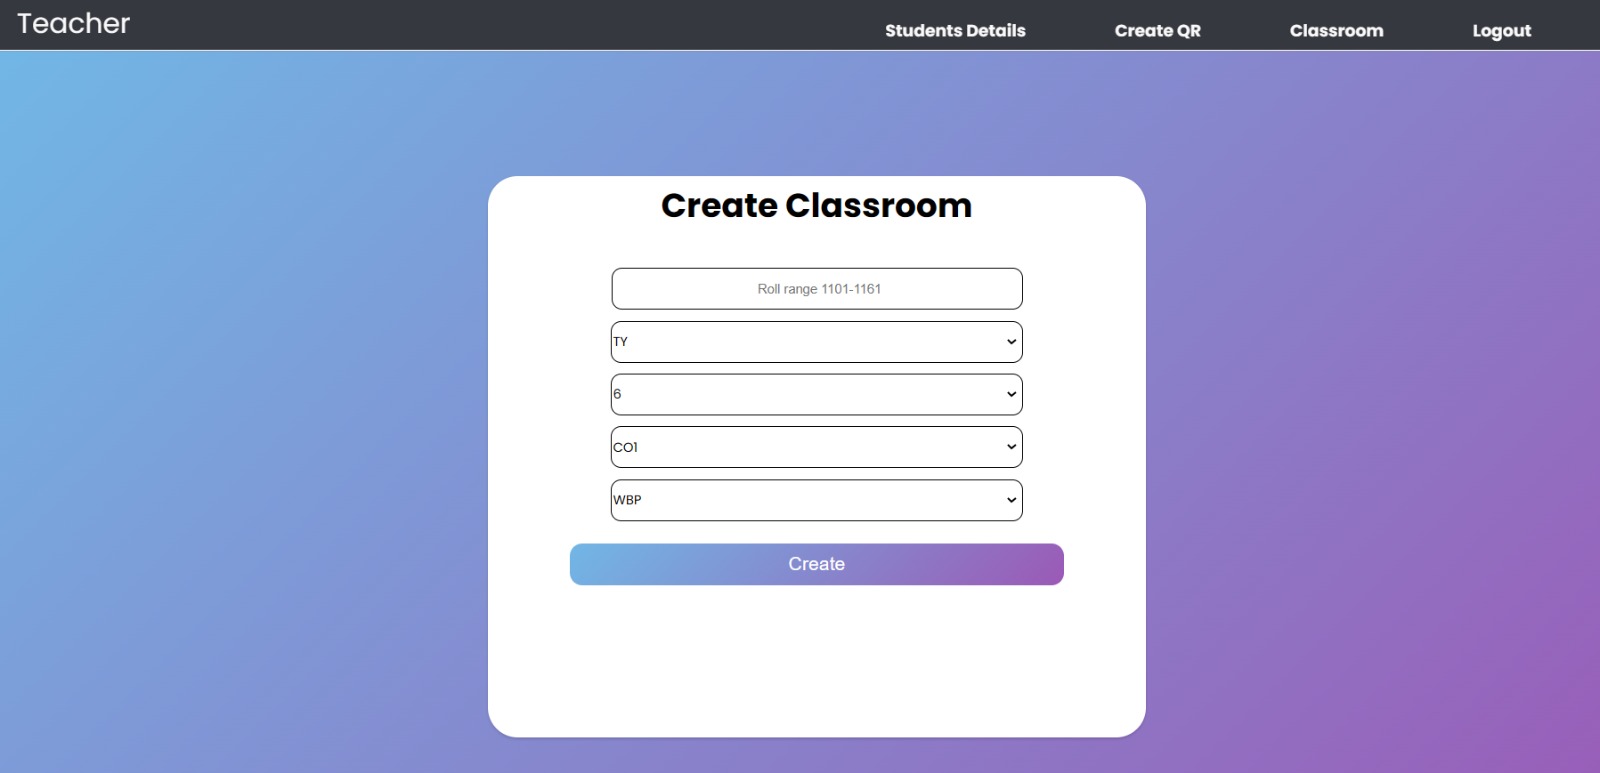 Teacher
Students Details
Create QR
Classroom
Logout
Create Classroom
Roll range 1101-1161
TY
6
CO1
WBP
Create